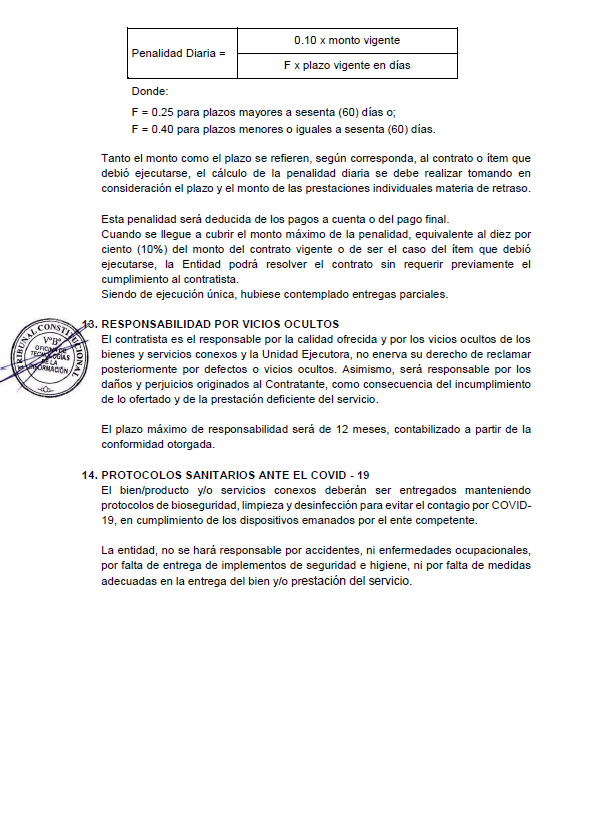 Penalidad Diaria =
0.10 x monto vigente
F x plazo vigente en días
Donde:
F = 0.25 para plazos mayores a sesenta (60) días o;
F = 0.40 para plazos menores o iguales a sesenta (60) días.
Tanto el monto como el plazo se refieren, según corresponda, al contrato o ítem que
debió ejecutarse, el cálculo de la penalidad diaria se debe realizar tomando en
consideración el plazo y el monto de las prestaciones individuales materia de retraso.
Esta penalidad será deducida de los pagos a cuenta o del pago final.
Cuando se llegue a cubrir el monto máximo de la penalidad, equivalente al diez por
ciento (10%) del monto del contrato vigente o de ser el caso del ítem que debió
ejecutarse, la Entidad podrá resolver el contrato sin requerir previamente el
cumplimiento al contratista.
Siendo de ejecución única, hubiese contemplado entregas parciales.
13. RESPONSABILIDAD POR VICIOS OCULTOS
El contratista es el responsable por la calidad ofrecida y por los vicios ocultos de los
bienes y servicios conexos y la Unidad Ejecutora, no enerva su derecho de reclamar
posteriormente por defectos o vicios ocultos. Asimismo, será responsable por los
daños y perjuicios originados al Contratante, como consecuencia del incumplimiento
de lo ofertado y de la prestación deficiente del servicio.
El plazo máximo de responsabilidad será de 12 meses, contabilizado a partir de la
conformidad otorgada.
TRIBUNAL CONSTITUCIONAL
V°B°
OFICINA DE
TECNOLOGÍAS
DE LA
INFORMACIÓN
14. PROTOCOLOS SANITARIOS ANTE EL COVID - 19
El bien/producto y/o servicios conexos deberán ser entregados manteniendo
protocolos de bioseguridad, limpieza y desinfección para evitar el contagio por COVID-
19, en cumplimiento de los dispositivos emanados por el ente competente.
La entidad, no se hará responsable por accidentes, ni enfermedades ocupacionales,
por falta de entrega de implementos de seguridad e higiene, ni por falta de medidas
adecuadas en la entrega del bien y/o prestación del servicio.